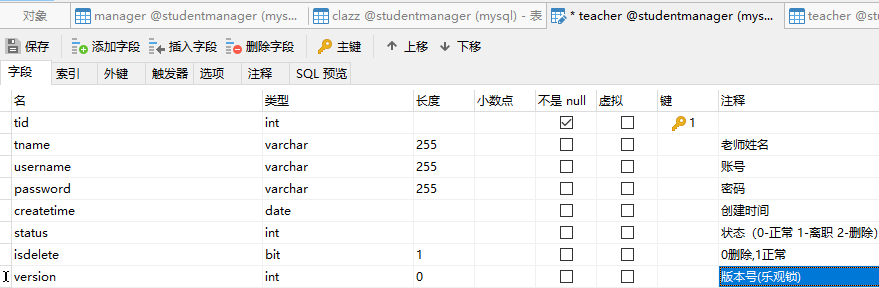 对象 manager @studentmanager (mys... clazz @studentmanager (mysql) - 表 * teacher @studentmanager (mys... teacher @stu
保存 添加字段 插入字段 删除字段 主键 上移 下移
字段 索引 外键 触发器 选项 注释 SQL 预览
名 类型 长度 小数点 不是 null 虚拟 键 注释
tid int 1
tname varchar 255 老师姓名
username varchar 255 账号
password varchar 255 密码
createtime date 创建时间
status int 状态（0-正常 1-离职 2-删除）
isdelete bit 1 0删除,1正常
version int 0 版本号(乐观锁)